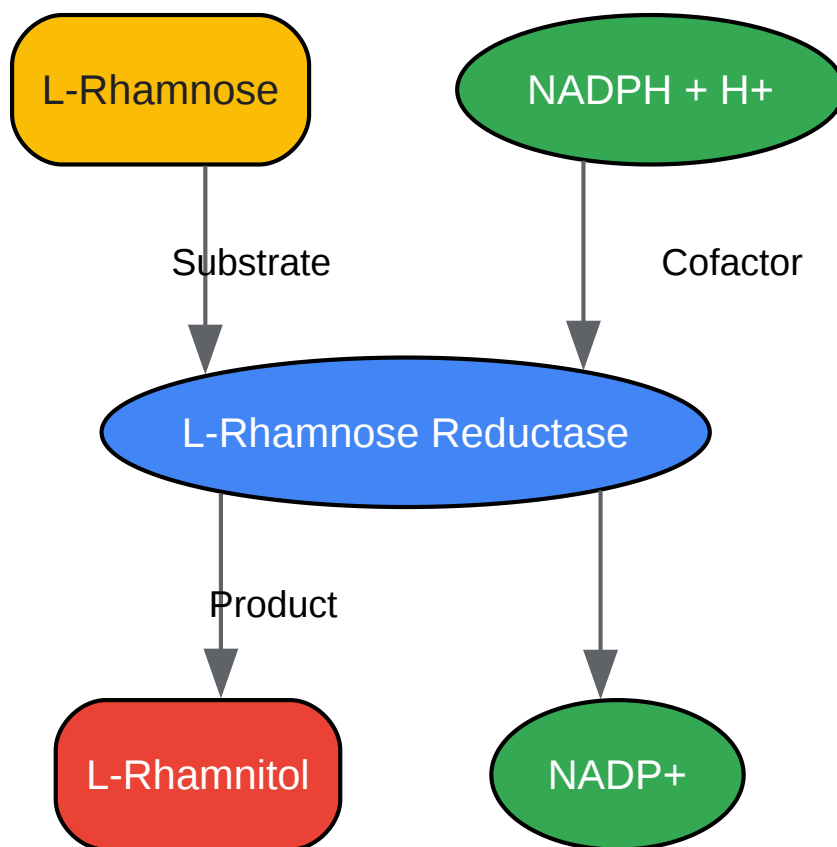 L-Rhamnose
NADPH + H+
Substrate
Cofactor
L-Rhamnose Reductase
Product
L-Rhamnitol
NADP+